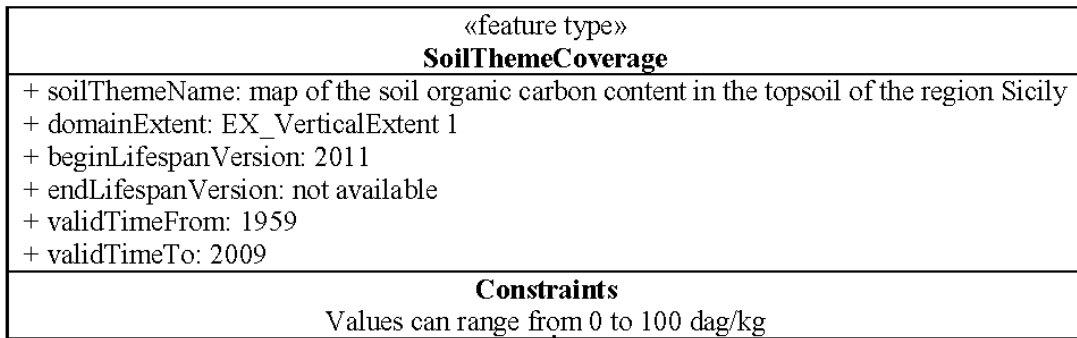 «feature type»
SoilThemeCoverage
+ soilThemeName: map of the soil organic carbon content in the topsoil of the region Sicily
+ domainExtent: EX_VerticalExtent 1
+ beginLifespanVersion: 2011
+ endLifespanVersion: not available
+ validTimeFrom: 1959
+ validTimeTo: 2009
Constraints
Values can range from 0 to 100 dag/kg